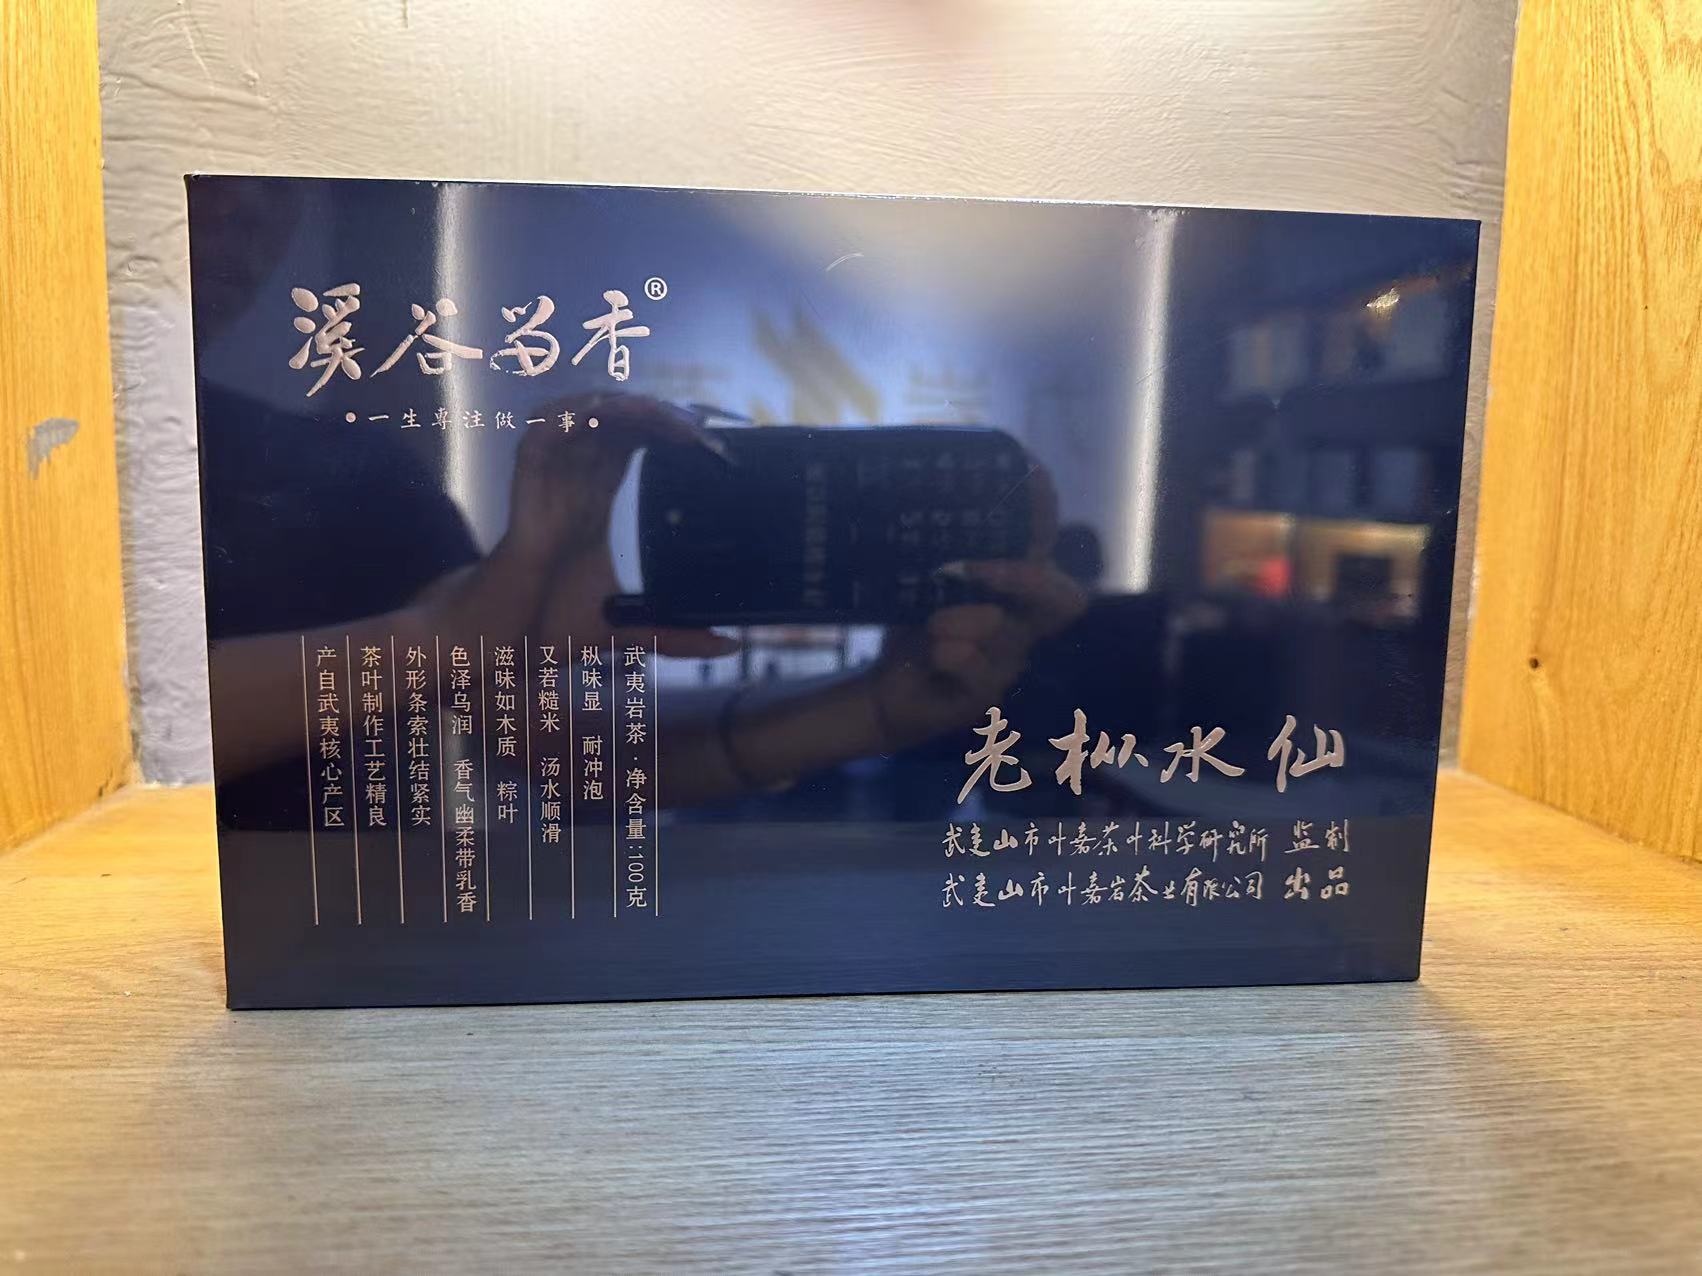 溪谷留香®
•一生専注做一事•
产自武夷核心产区
茶叶制作工艺精良
外形条索壮结紧实
色泽乌润 香气幽柔带乳香
滋味如木质 粽叶
又若糙米 汤水顺滑
枞味显 耐冲泡
武夷岩茶·净含量:100克
老枞水仙
武夷山市叶嘉茶叶科学研究所 监制
武夷山市叶嘉岩茶业有限公司 出品